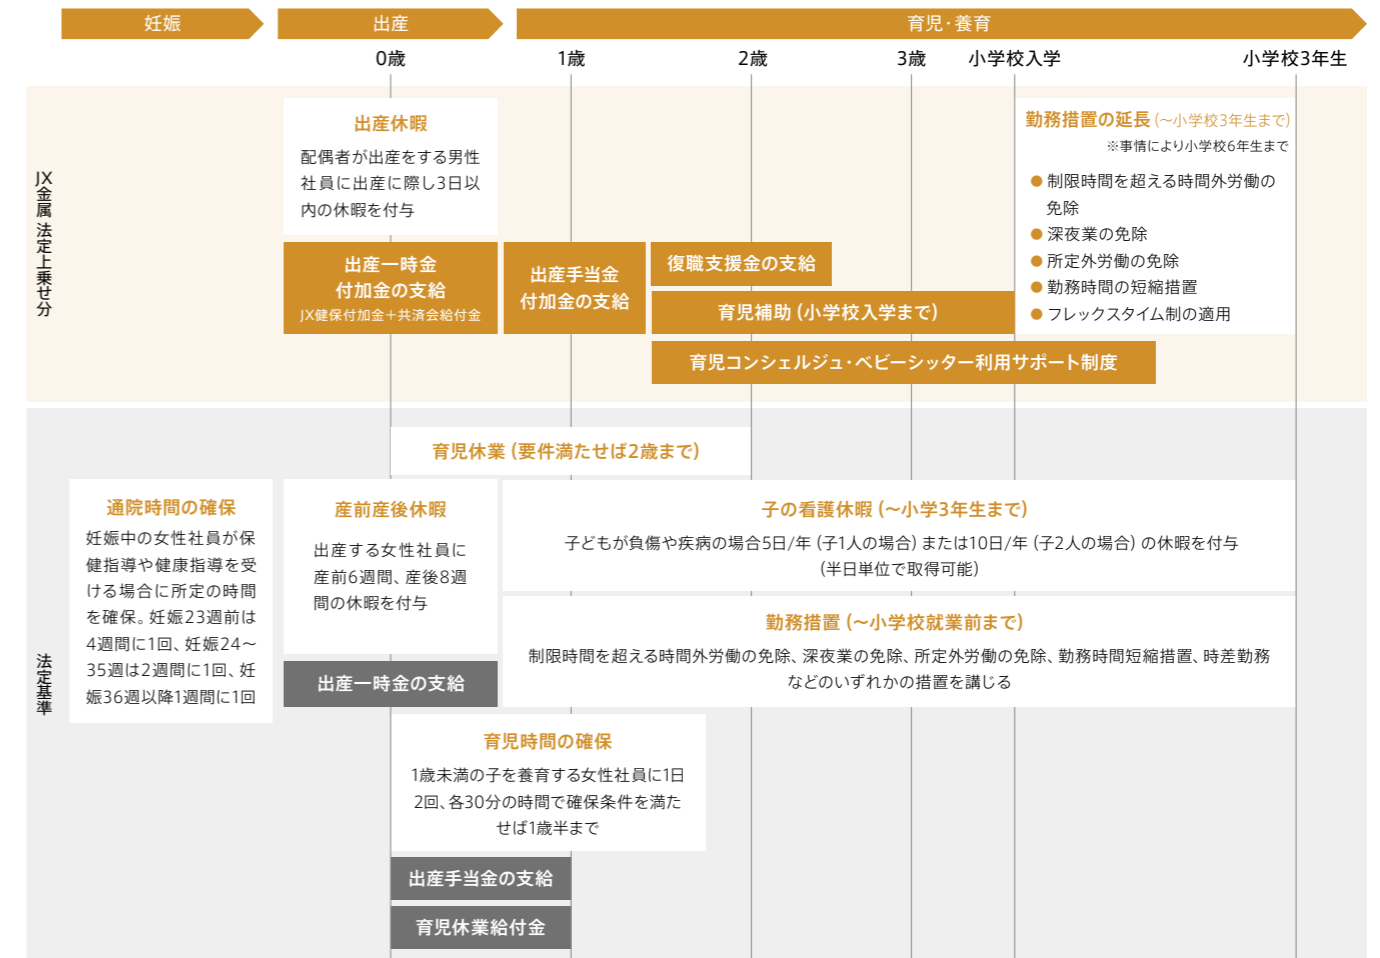 妊娠
出産
育児・養育
0歳
1歳
2歳
3歳
小学校入学
小学校3年生
JX金属 法定上乗せ分
出産休暇
配偶者が出産をする男性
社員に出産に際し3日以
内の休暇を付与
出産一時金
付加金の支給
JX健保付加金＋共済会給付金
出産手当金
付加金の支給
復職支援金の支給
育児補助（小学校入学まで）
育児コンシェルジュ・ベビーシッター利用サポート制度
勤務措置の延長（～小学校3年生まで）
※事情により小学校6年生まで
● 制限時間を超える時間外労働の
免除
● 深夜業の免除
● 所定外労働の免除
● 勤務時間の短縮措置
● フレックスタイム制の適用
法定基準
育児休業（要件満たせば2歳まで）
通院時間の確保
妊娠中の女性社員が保
健指導や健康指導を受
ける場合に所定の時間
を確保。妊娠23週前は
4週間に1回、妊娠24～
35週は2週間に1回、妊
娠36週以降1週間に1回
産前産後休暇
出産する女性社員に
産前6週間、産後8週
間の休暇を付与
出産一時金の支給
子の看護休暇（～小学3年生まで）
子どもが負傷や疾病の場合5日/年（子1人の場合）または10日/年（子2人の場合）の休暇を付与
（半日単位で取得可能）
勤務措置（～小学校就業前まで）
制限時間を超える時間外労働の免除、深夜業の免除、所定外労働の免除、勤務時間短縮措置、時差勤務
などのいずれかの措置を講じる
育児時間の確保
1歳未満の子を養育する女性社員に1日
2回、各30分の時間で確保条件を満た
せば1歳半まで
出産手当金の支給
育児休業給付金